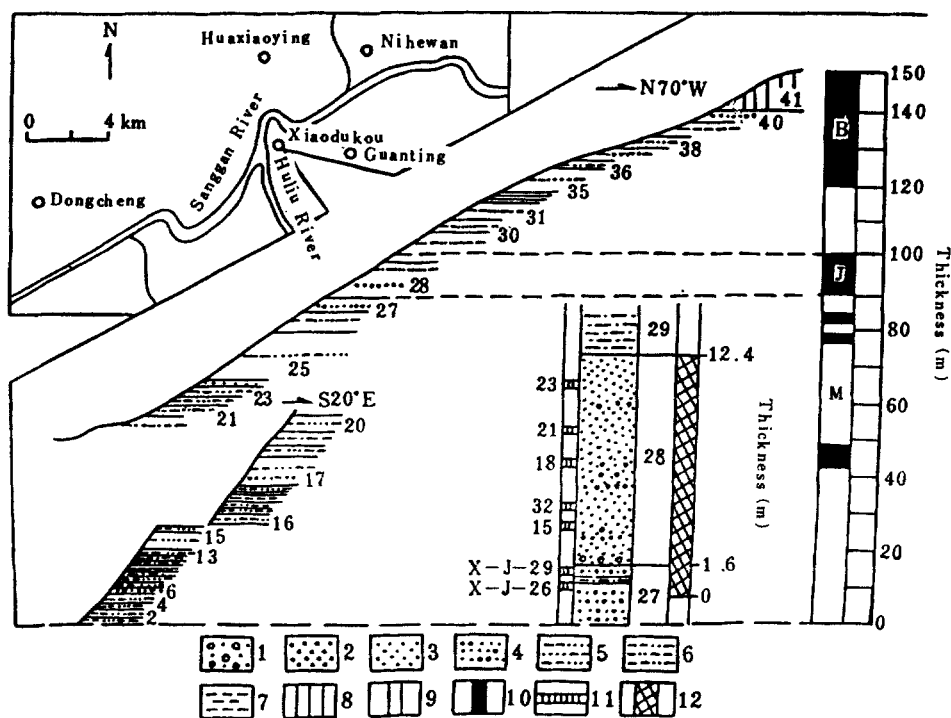 N
Huaxiaoying
Nihewan
0 4 km
Sanggan River
Xiaodukou
Guanting
Huliu River
Dongcheng
N70°W
41
40
38
36
35
31
30
28
27
25
23
21
S20°E
20
17
16
15
13
6
4
2
B
J
M
150
140
120
100
80
60
40
20
0
Thickness (m)
29
28
27
12.4
1.6
0
Thickness (m)
23
21
18
32
15
X-J-29
X-J-26
1 2 3 4 5 6
7 8 9 10 11 12